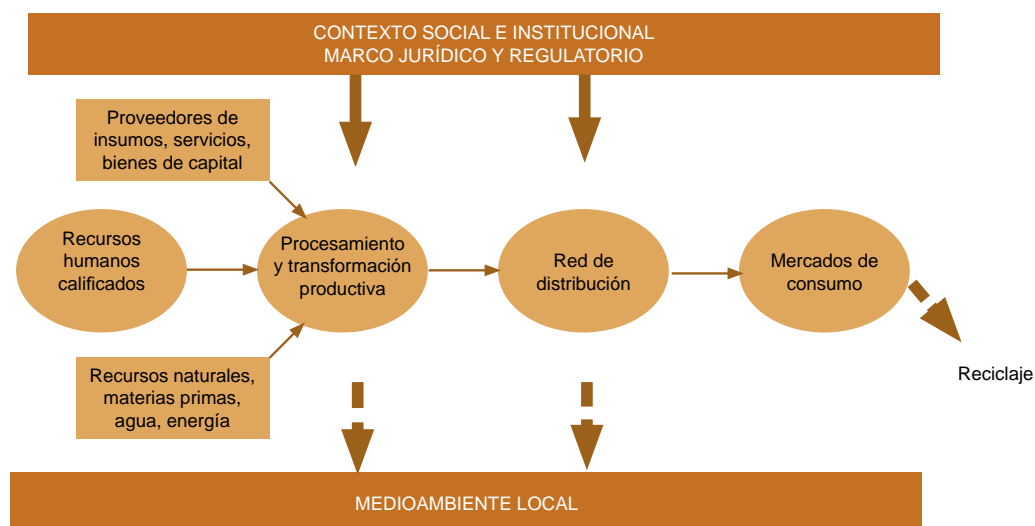 CONTEXTO SOCIAL E INSTITUCIONAL
MARCO JURÍDICO Y REGULATORIO
Proveedores de
insumos, servicios,
bienes de capital
Recursos
humanos
calificados
Procesamiento
y transformación
productiva
Red de
distribución
Mercados de
consumo
Reciclaje
Recursos naturales,
materias primas,
agua, energía
MEDIOAMBIENTE LOCAL